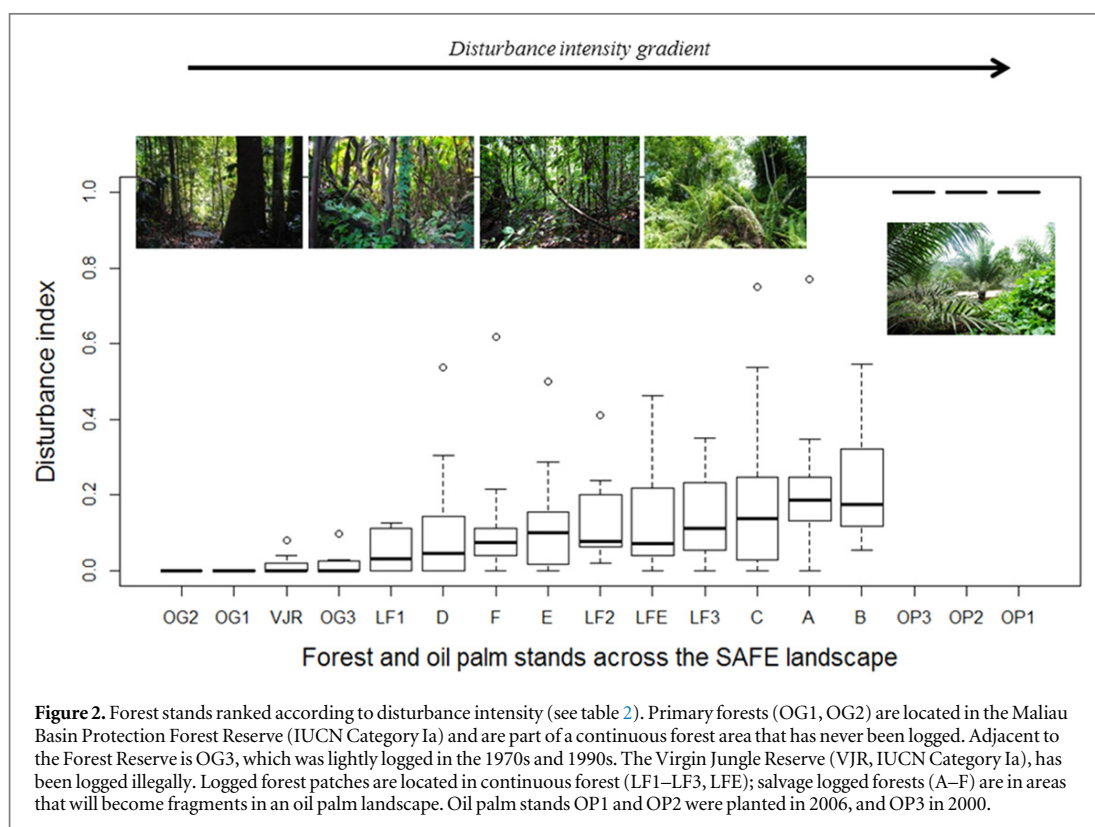 Disturbance intensity gradient
Disturbance index
0.0 0.2 0.4 0.6 0.8 1.0
OG2 OG1 VJR OG3 LF1 D F E LF2 LFE LF3 C A B OP3 OP2 OP1
Forest and oil palm stands across the SAFE landscape
Figure 2. Forest stands ranked according to disturbance intensity (see table 2). Primary forests (OG1, OG2) are located in the Maliau
Basin Protection Forest Reserve (IUCN Category Ia) and are part of a continuous forest area that has never been logged. Adjacent to
the Forest Reserve is OG3, which was lightly logged in the 1970s and 1990s. The Virgin Jungle Reserve (VJR, IUCN Category Ia), has
been logged illegally. Logged forest patches are located in continuous forest (LF1–LF3, LFE); salvage logged forests (A–F) are in areas
that will become fragments in an oil palm landscape. Oil palm stands OP1 and OP2 were planted in 2006, and OP3 in 2000.